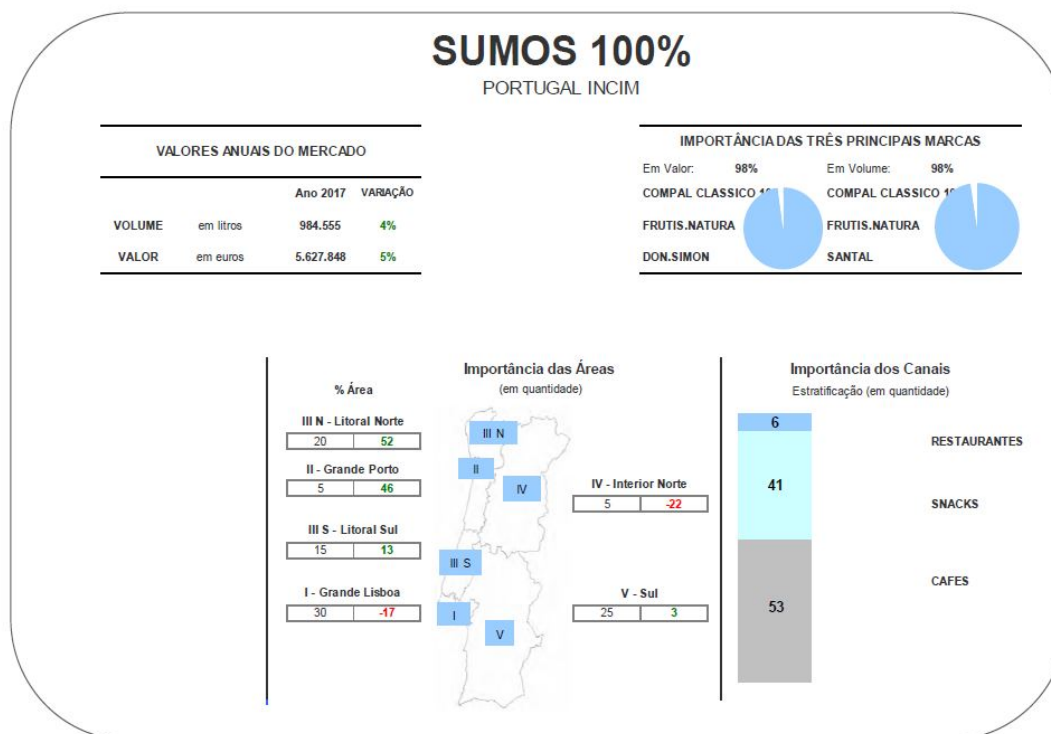 SUMOS 100%
PORTUGAL INCIM
VALORES ANUAIS DO MERCADO
Ano 2017 VARIAÇÃO
VOLUME em litros 984.555 4%
VALOR em euros 5.627.848 5%
IMPORTÂNCIA DAS TRÊS PRINCIPAIS MARCAS
Em Valor: 98% Em Volume: 98%
COMPAL CLASSICO COMPAL CLASSICO
FRUTIS.NATURA FRUTIS.NATURA
DON.SIMON SANTAL
Importância das Áreas
(em quantidade)
% Área
III N - Litoral Norte
20 52
II - Grande Porto
5 46
III S - Litoral Sul
15 13
I - Grande Lisboa
30 -17
III N
II
IV
III S
I
V
IV - Interior Norte
5 -22
V - Sul
25 3
Importância dos Canais
Estratificação (em quantidade)
6
41
53
RESTAURANTES
SNACKS
CAFES